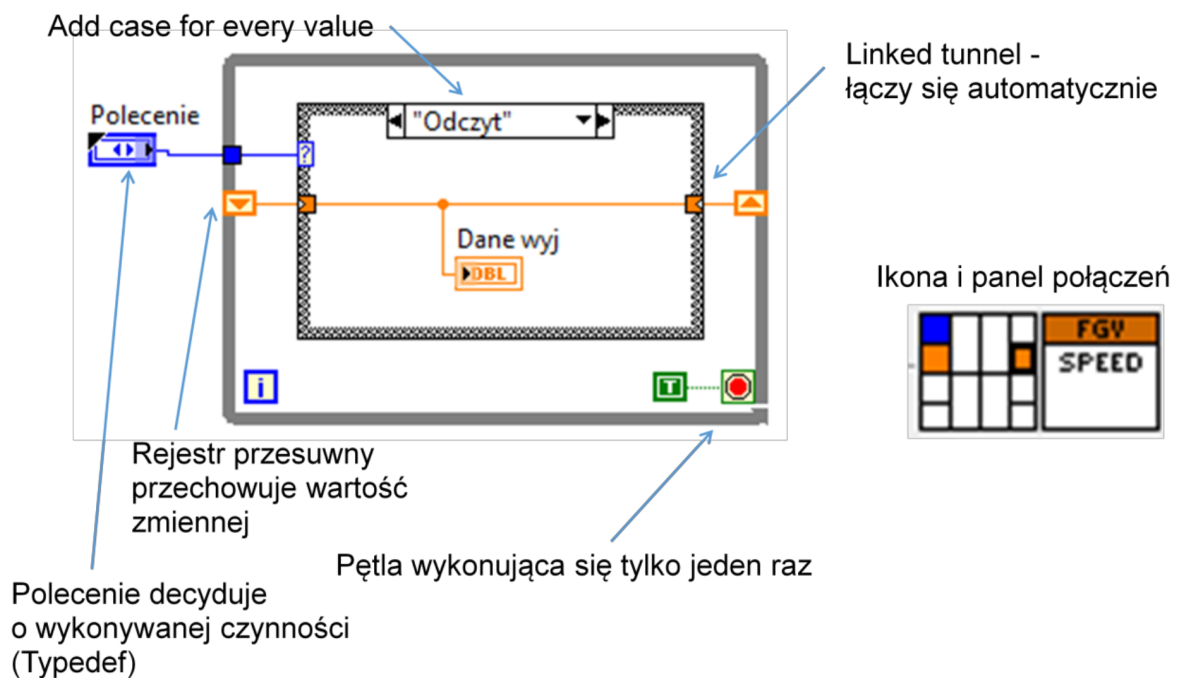 Add case for every value
Linked tunnel -
łączy się automatycznie
Polecenie
"Odczyt"
?
Dane wyj
DBL
Ikona i panel połączeń
FGV
SPEED
i
T
Rejestr przesuwny
przechowuje wartość
zmiennej
Pętla wykonująca się tylko jeden raz
Polecenie decyduje
o wykonywanej czynności
(Typedef)